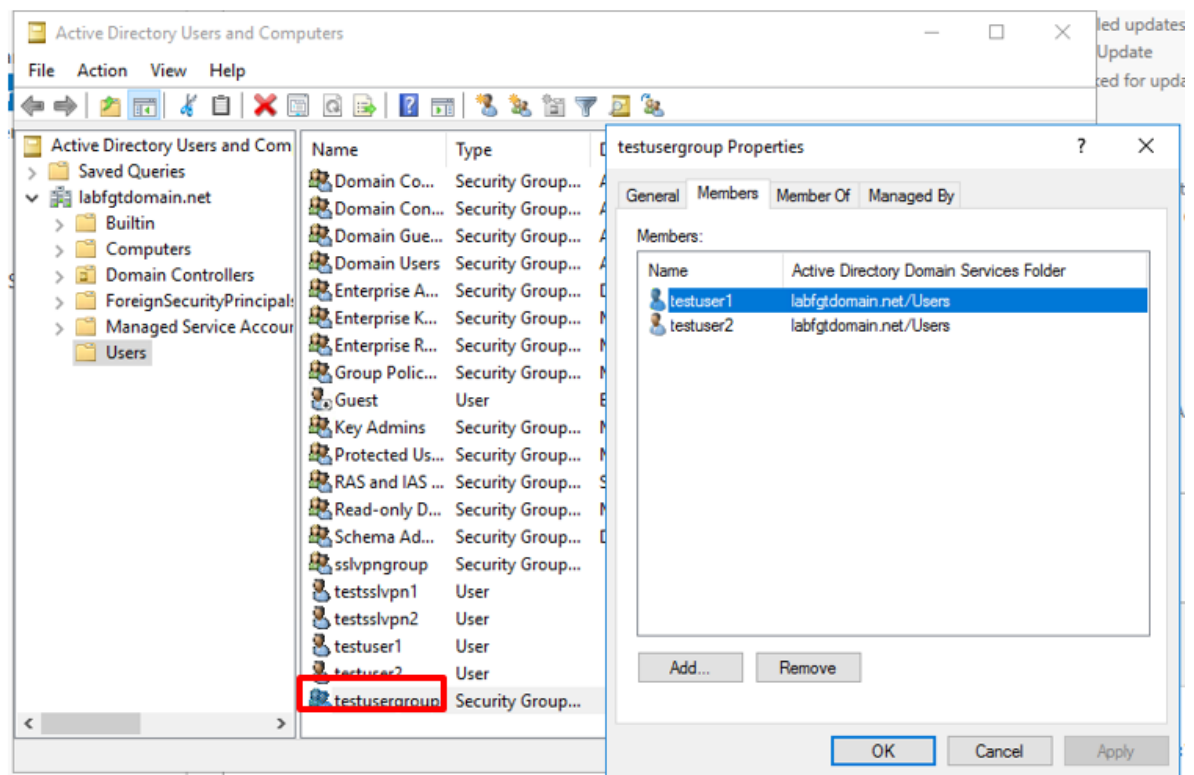 Active Directory Users and Computers
led updates
Update
ked for upda
File Action View Help
Active Directory Users and Com
Saved Queries
labfgtdomain.net
Builtin
Computers
Domain Controllers
ForeignSecurityPrincipals
Managed Service Accour
Users
Name Type
Domain Co... Security Group...
Domain Con... Security Group...
Domain Gue... Security Group...
Domain Users Security Group...
Enterprise A... Security Group...
Enterprise K... Security Group...
Enterprise R... Security Group...
Group Polic... Security Group...
Guest User
Key Admins Security Group...
Protected Us... Security Group...
RAS and IAS ... Security Group...
Read-only D... Security Group...
Schema Ad... Security Group...
sslvpngroup Security Group...
testsslvpn1 User
testsslvpn2 User
testuser1 User
testuser2 User
testusergroup Security Group...
testusergroup Properties
General Members Member Of Managed By
Members:
Name Active Directory Domain Services Folder
testuser1 labfgtdomain.net/Users
testuser2 labfgtdomain.net/Users
Add... Remove
OK Cancel Apply